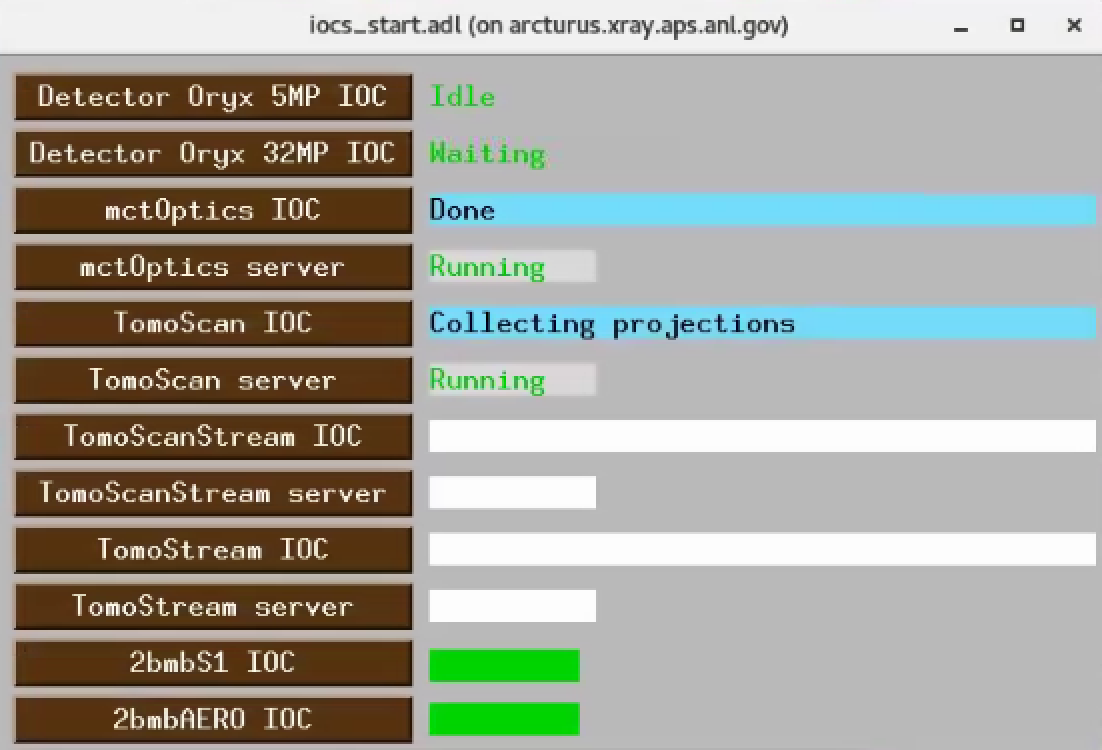 iocs_start.adl (on arcturus.xray.aps.anl.gov)
Detector Oryx 5MP IOC Idle
Detector Oryx 32MP IOC Waiting
mctOptics IOC Done
mctOptics server Running
TomoScan IOC Collecting projections
TomoScan server Running
TomoScanStream IOC
TomoScanStream server
TomoStream IOC
TomoStream server
2bmbS1 IOC
2bmbAERO IOC